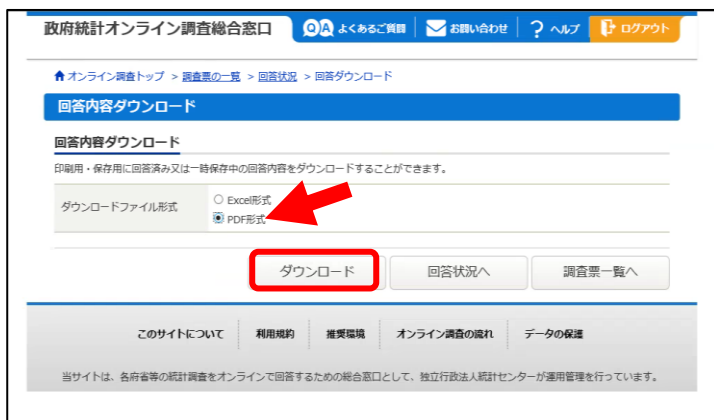 政府統計オンライン調査総合窓口 QA よくあるご質問 お問い合わせ ? ヘルプ ログアウト
オンライン調査トップ > 調査票の一覧 > 回答状況 > 回答ダウンロード
回答内容ダウンロード
回答内容ダウンロード
印刷用・保存用に回答済み又は一時保存中の回答内容をダウンロードすることができます。
ダウンロードファイル形式
Excel形式
PDF形式
ダウンロード 回答状況へ 調査票一覧へ
このサイトについて 利用規約 推奨環境 オンライン調査の流れ データの保護
当サイトは、各府省等の統計調査をオンラインで回答するための総合窓口として、独立行政法人統計センターが運用管理を行っています。